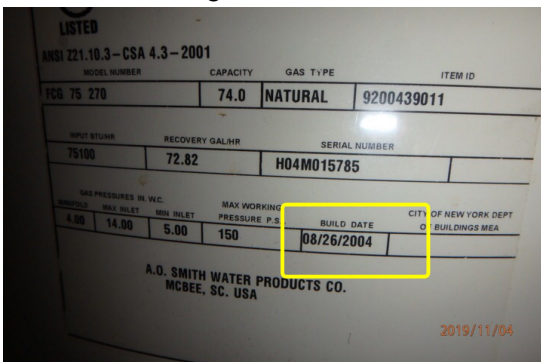 LISTED
ANSI Z21.10.3 – CSA 4.3 – 2001
MODEL NUMBER CAPACITY GAS TYPE ITEM ID
FCG 75 270 74.0 NATURAL 9200439011
INPUT BTU/HR RECOVERY GAL/HR SERIAL NUMBER
75100 72.82 H04M015785
GAS PRESSURES IN. W.C. MAX WORKING
MANIFOLD MAX INLET MIN INLET PRESSURE P.S. BUILD DATE CITY OF NEW YORK DEPT
OF BUILDINGS MEA
4.00 14.00 5.00 150 08/26/2004
A.O. SMITH WATER PRODUCTS CO.
MCBEE, SC. USA
2019/11/04